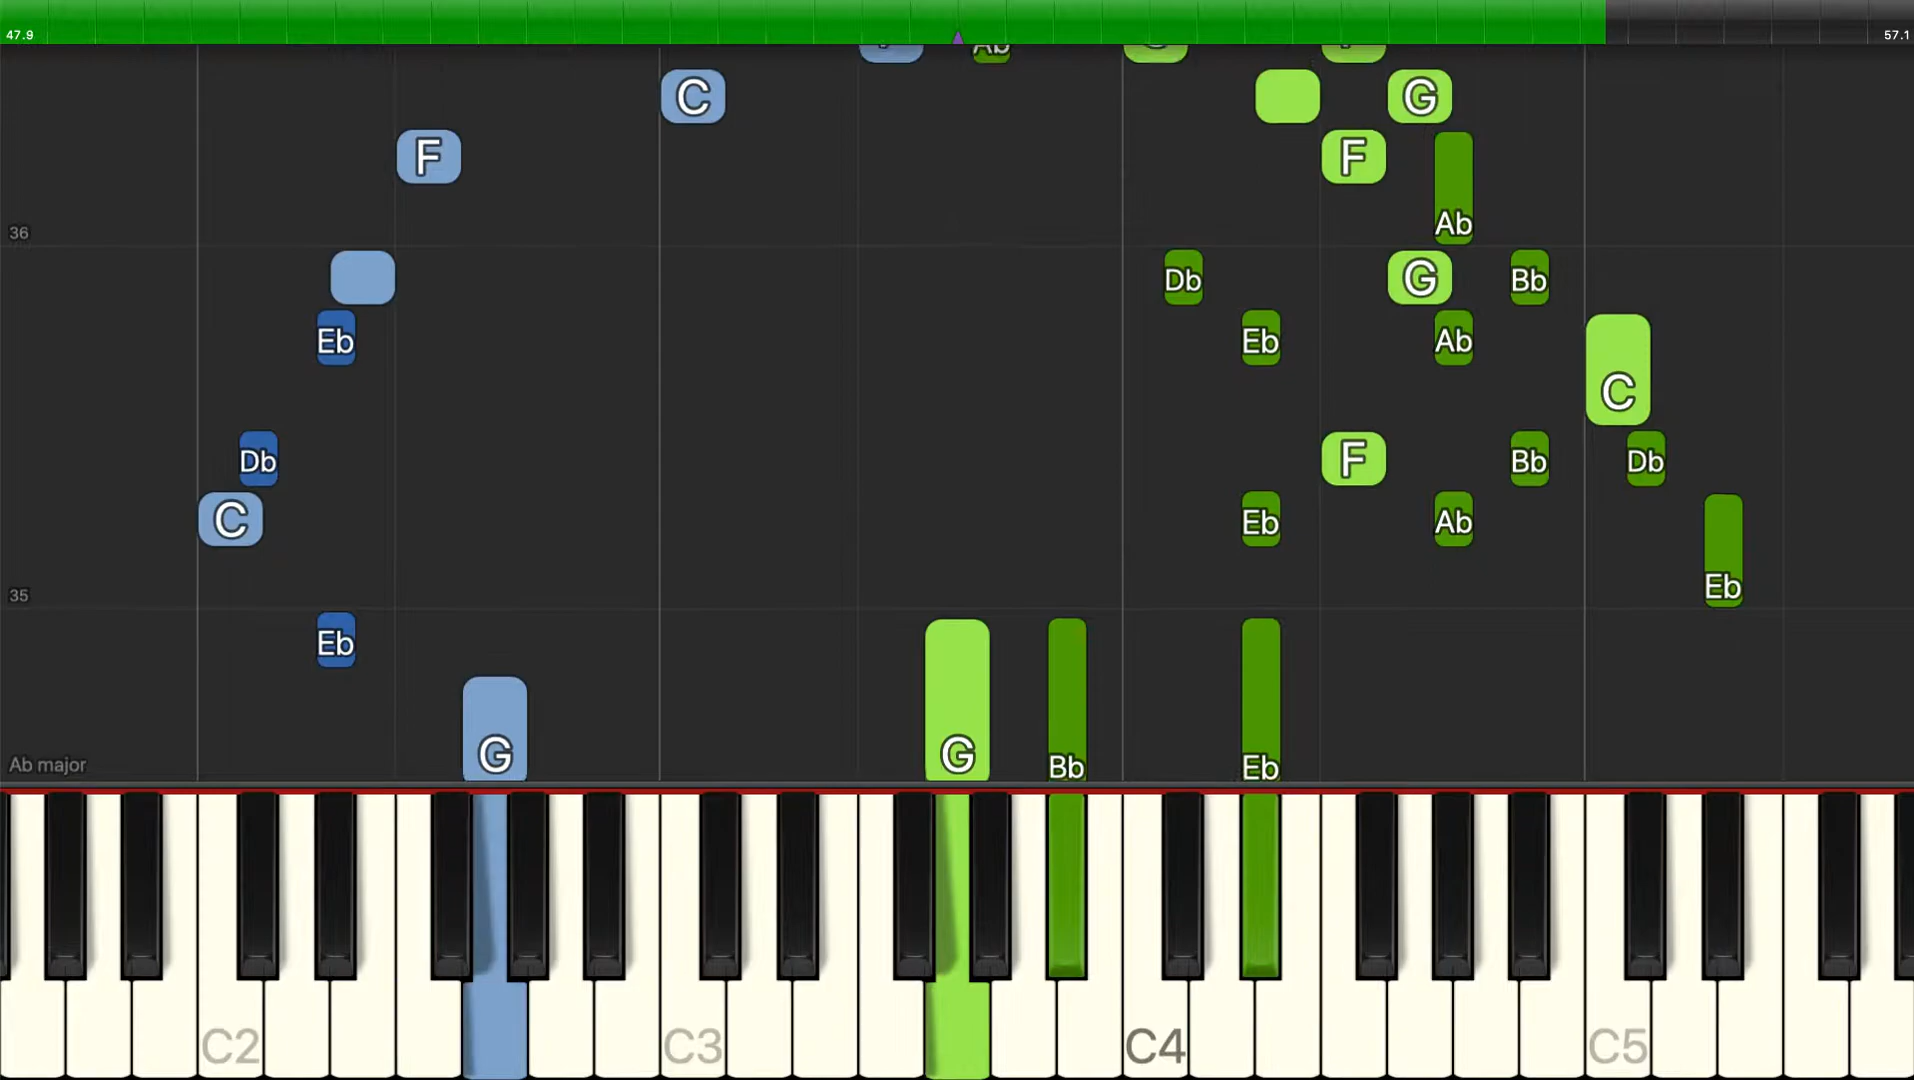 47.9 57.1
Ab
C G
F F
36 Ab
Db G Bb
Eb Eb Ab
C
Db F Bb Db
C Eb Ab
35 Eb
Eb
G G
Ab major Bb Eb
C2 C3 C4 C5